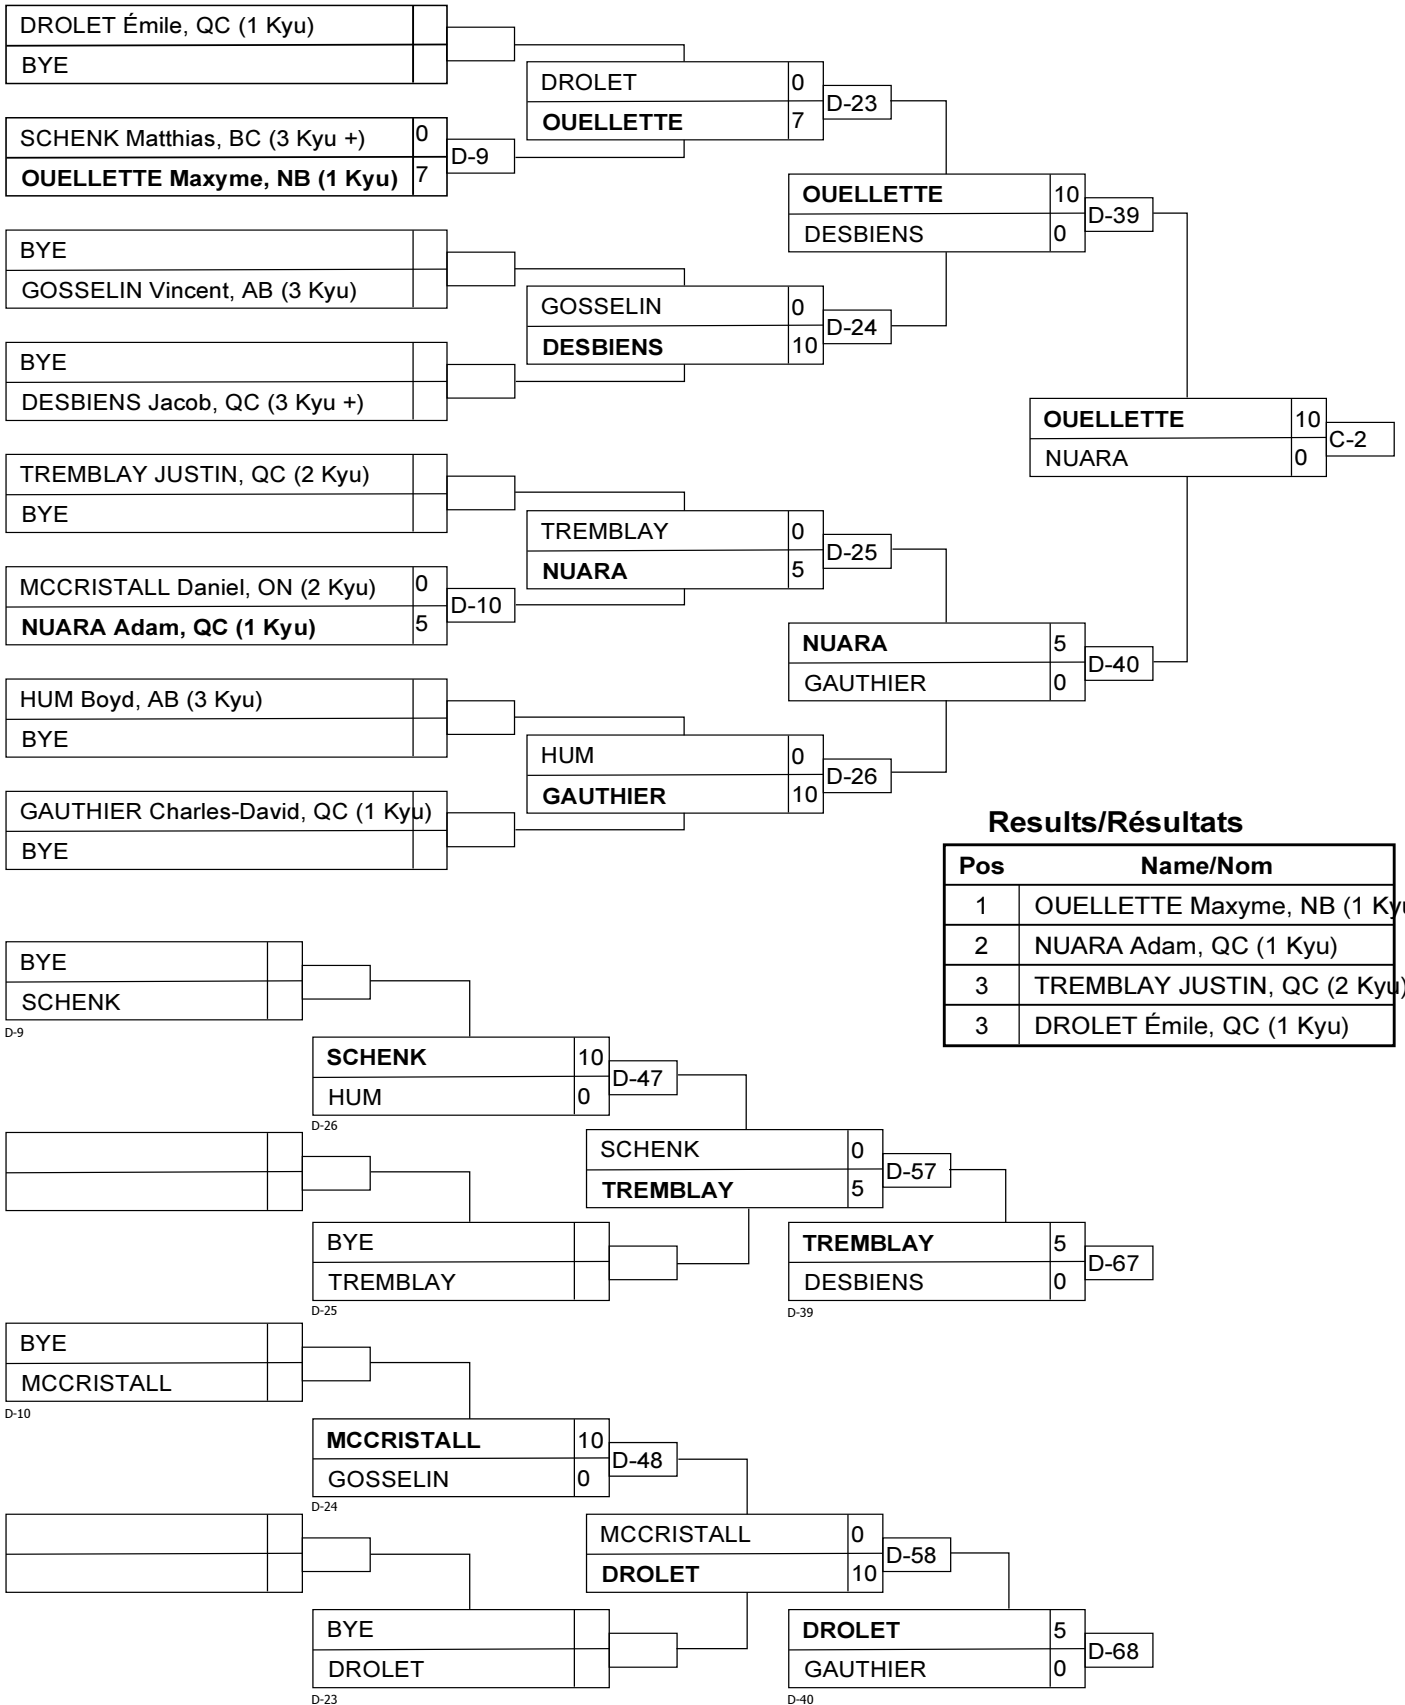 DROLET Émile, QC (1 Kyu)
BYE
SCHENK Matthias, BC (3 Kyu +) 0
OUELLETTE Maxyme, NB (1 Kyu) 7
D-9
BYE
GOSSELIN Vincent, AB (3 Kyu)
BYE
DESBIENS Jacob, QC (3 Kyu +)
TREMBLAY JUSTIN, QC (2 Kyu)
BYE
MCCRISTALL Daniel, ON (2 Kyu) 0
NUARA Adam, QC (1 Kyu) 5
D-10
HUM Boyd, AB (3 Kyu)
BYE
GAUTHIER Charles-David, QC (1 Kyu)
BYE
DROLET 0
OUELLETTE 7
D-23
GOSSELIN 0
DESBIENS 10
D-24
TREMBLAY 0
NUARA 5
D-25
HUM 0
GAUTHIER 10
D-26
OUELLETTE 10
DESBIENS 0
D-39
NUARA 5
GAUTHIER 0
D-40
OUELLETTE 10
NUARA 0
C-2
Results/Résultats
Pos Name/Nom
1 OUELLETTE Maxyme, NB (1 Kyu
2 NUARA Adam, QC (1 Kyu)
3 TREMBLAY JUSTIN, QC (2 Kyu)
3 DROLET Émile, QC (1 Kyu)
BYE
SCHENK
D-9
SCHENK 10
HUM 0
D-47
D-26
BYE
TREMBLAY
D-25
SCHENK 0
TREMBLAY 5
D-57
TREMBLAY 5
DESBIENS 0
D-67
D-39
BYE
MCCRISTALL
D-10
MCCRISTALL 10
GOSSELIN 0
D-48
D-24
BYE
DROLET
D-23
MCCRISTALL 0
DROLET 10
D-58
DROLET 5
GAUTHIER 0
D-68
D-40